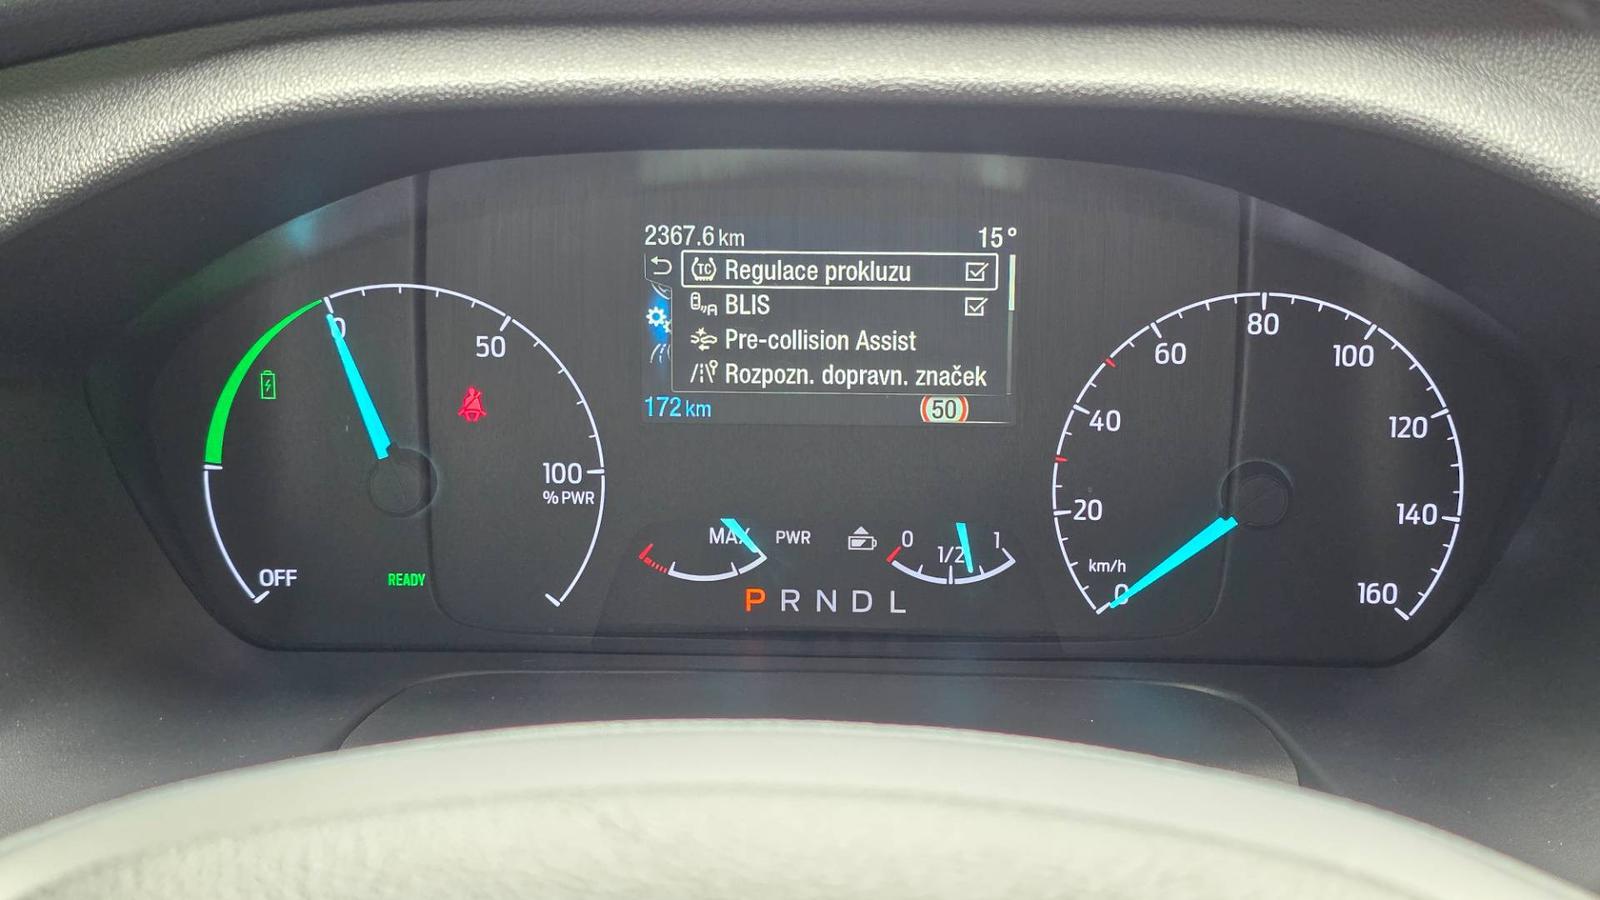 2367.6 km 15°
TC Regulace prokluzu
BLIS
Pre-collision Assist
Rozpozn. dopravn. značek
172 km 50
0
50
100
% PWR
OFF
READY
MAX PWR
0 1/2 1
P R N D L
0
20
40
60
80
100
120
140
160
km/h